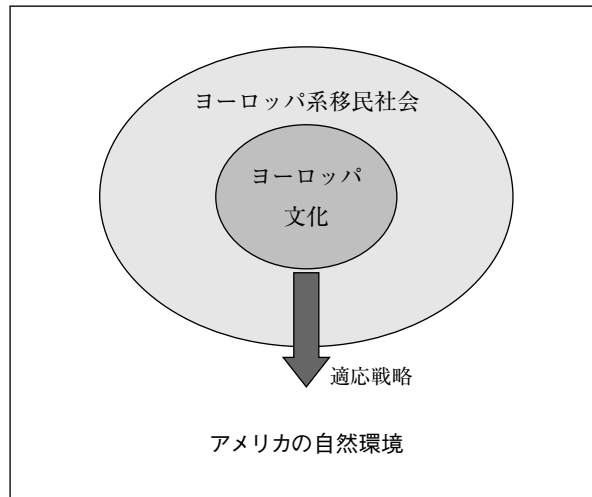 ヨーロッパ系移民社会
ヨーロッパ
文化
適応戦略
アメリカの自然環境